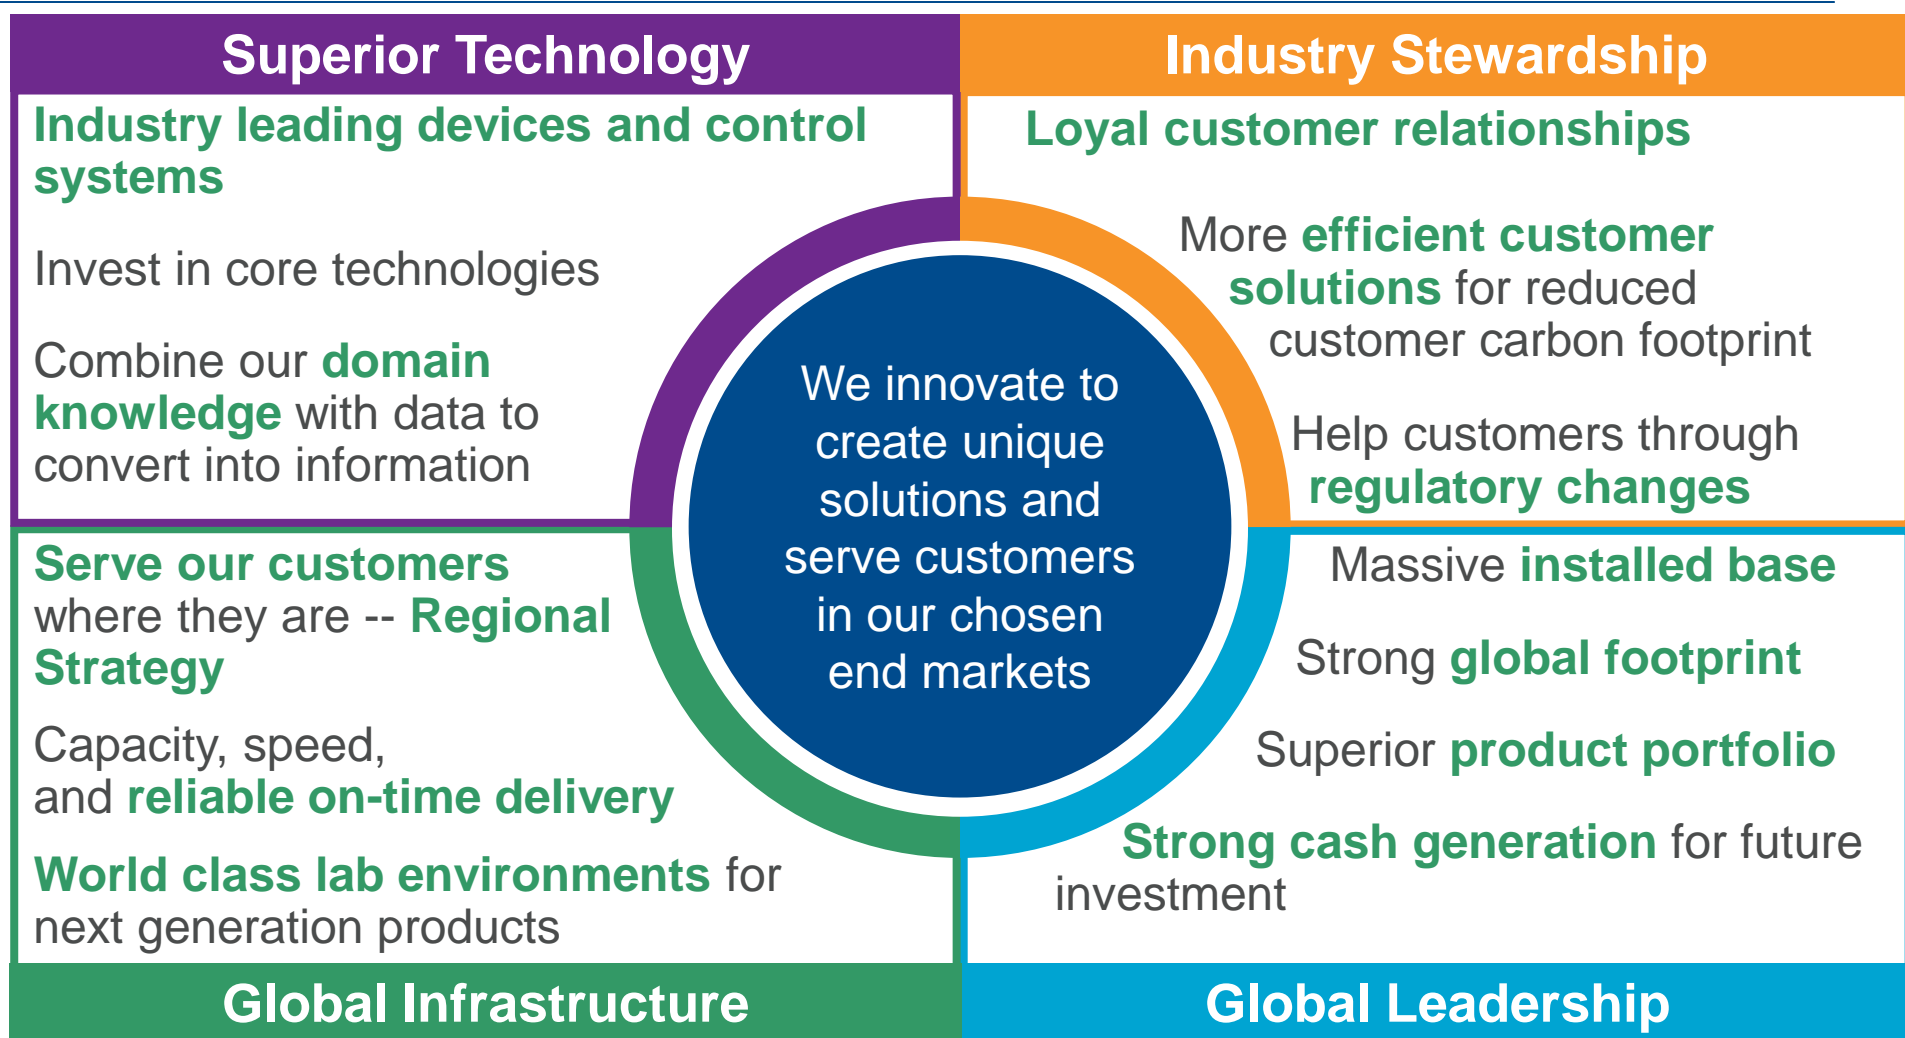 Superior Technology
Industry leading devices and control
systems
Invest in core technologies
Combine our domain
knowledge with data to
convert into information
Industry Stewardship
Loyal customer relationships
More efficient customer
solutions for reduced
customer carbon footprint
Help customers through
regulatory changes
We innovate to
create unique
solutions and
serve customers
in our chosen
end markets
Serve our customers
where they are -- Regional
Strategy
Capacity, speed,
and reliable on-time delivery
World class lab environments for
next generation products
Global Infrastructure
Massive installed base
Strong global footprint
Superior product portfolio
Strong cash generation for future
investment
Global Leadership